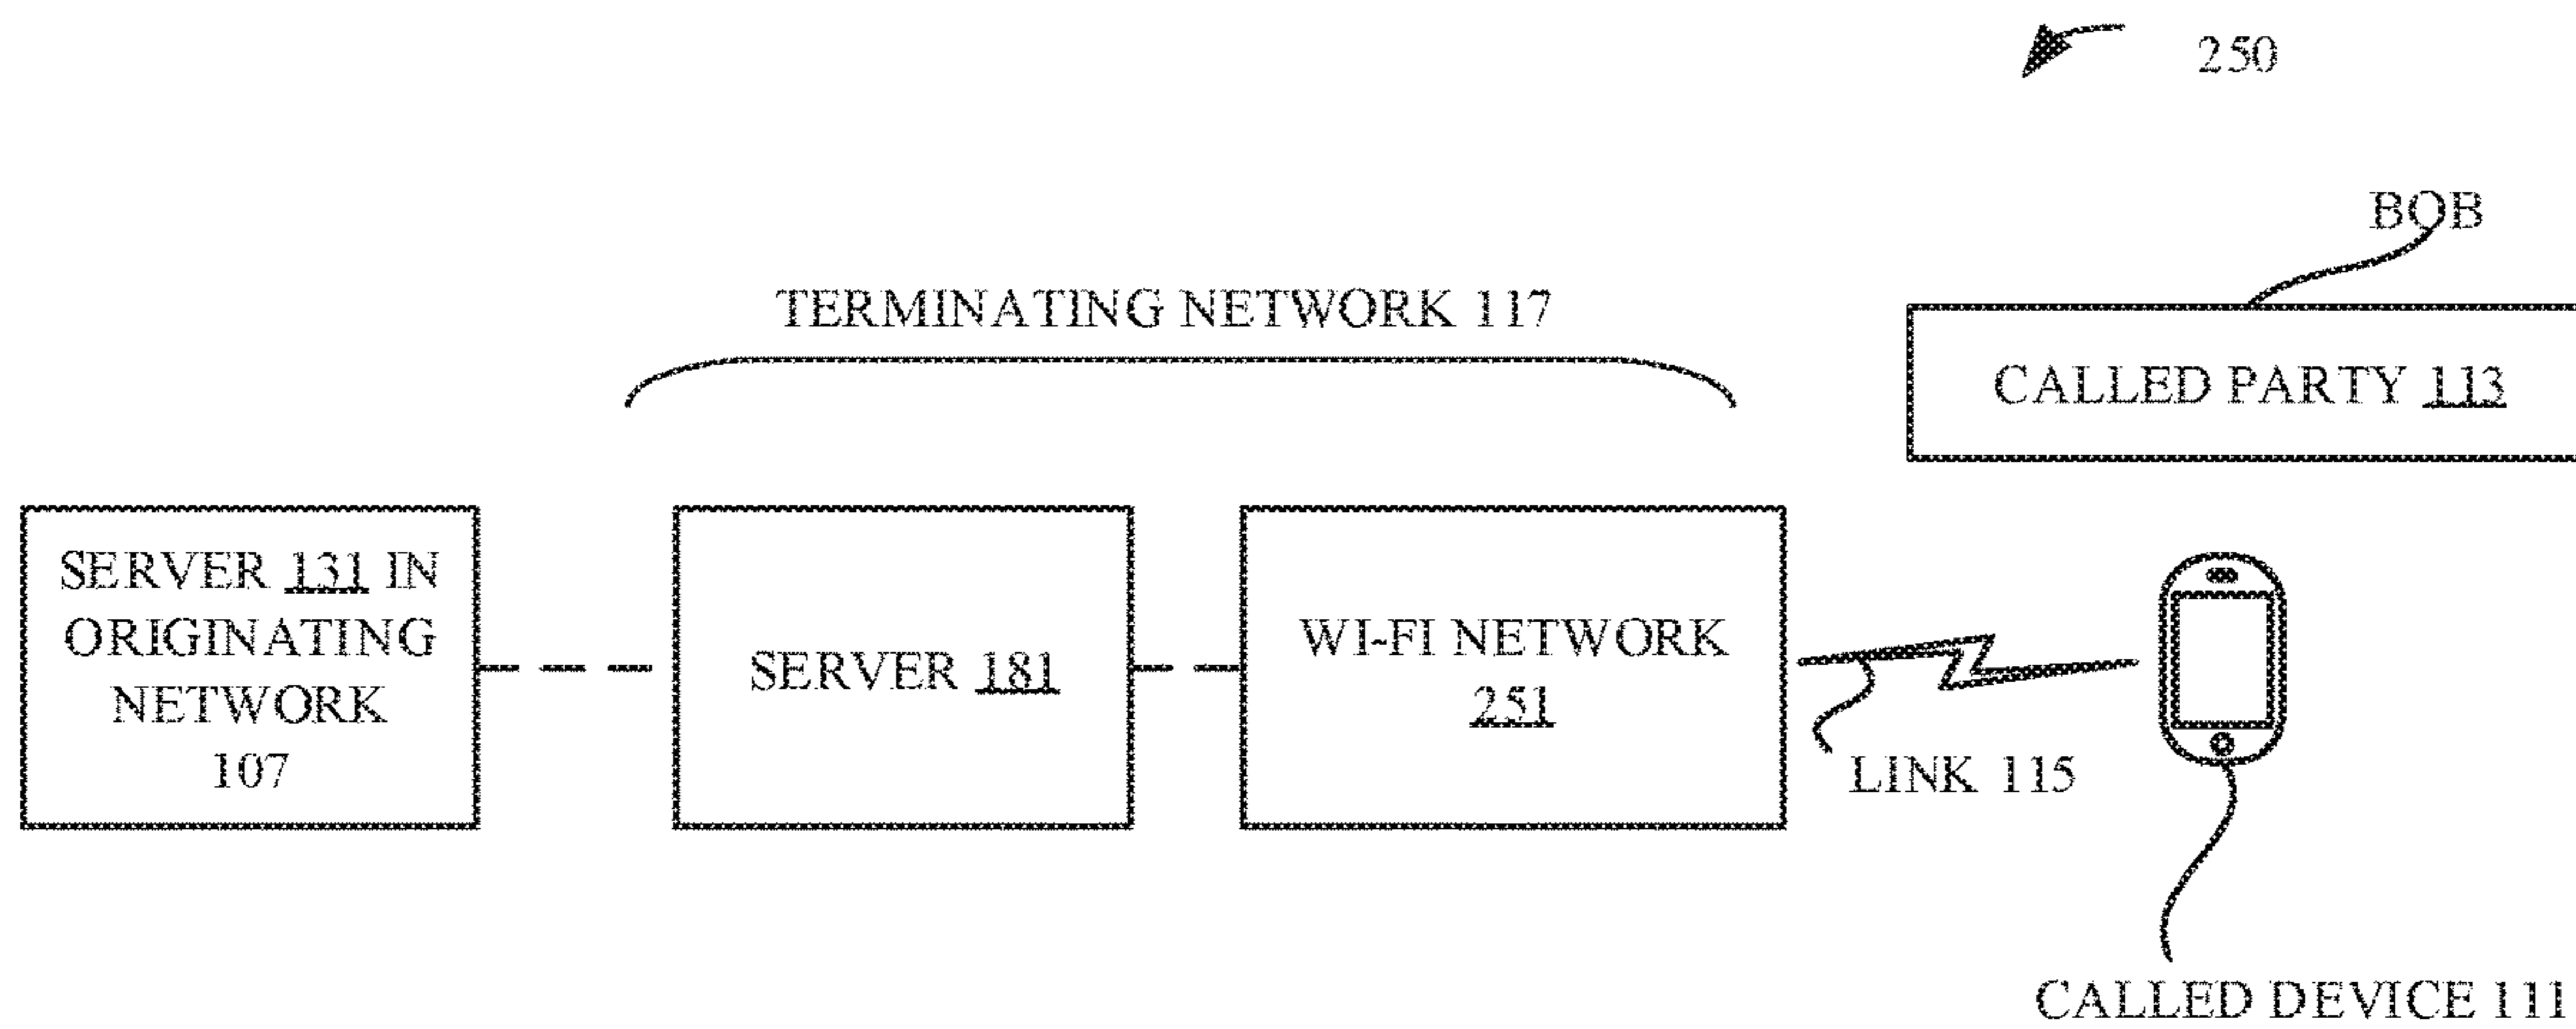 250
BOB
TERMINATING NETWORK 117
CALLED PARTY 113
SERVER 131 IN
ORIGINATING
NETWORK
107
SERVER 181
WI-FI NETWORK
251
LINK 115
CALLED DEVICE 111